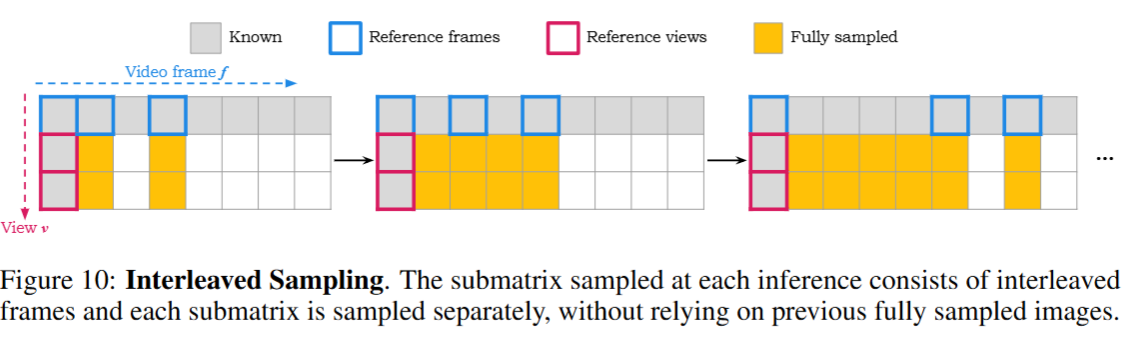 Known
Reference frames
Reference views
Fully sampled
Video frame f
View v
...
Figure 10: Interleaved Sampling. The submatrix sampled at each inference consists of interleaved
frames and each submatrix is sampled separately, without relying on previous fully sampled images.